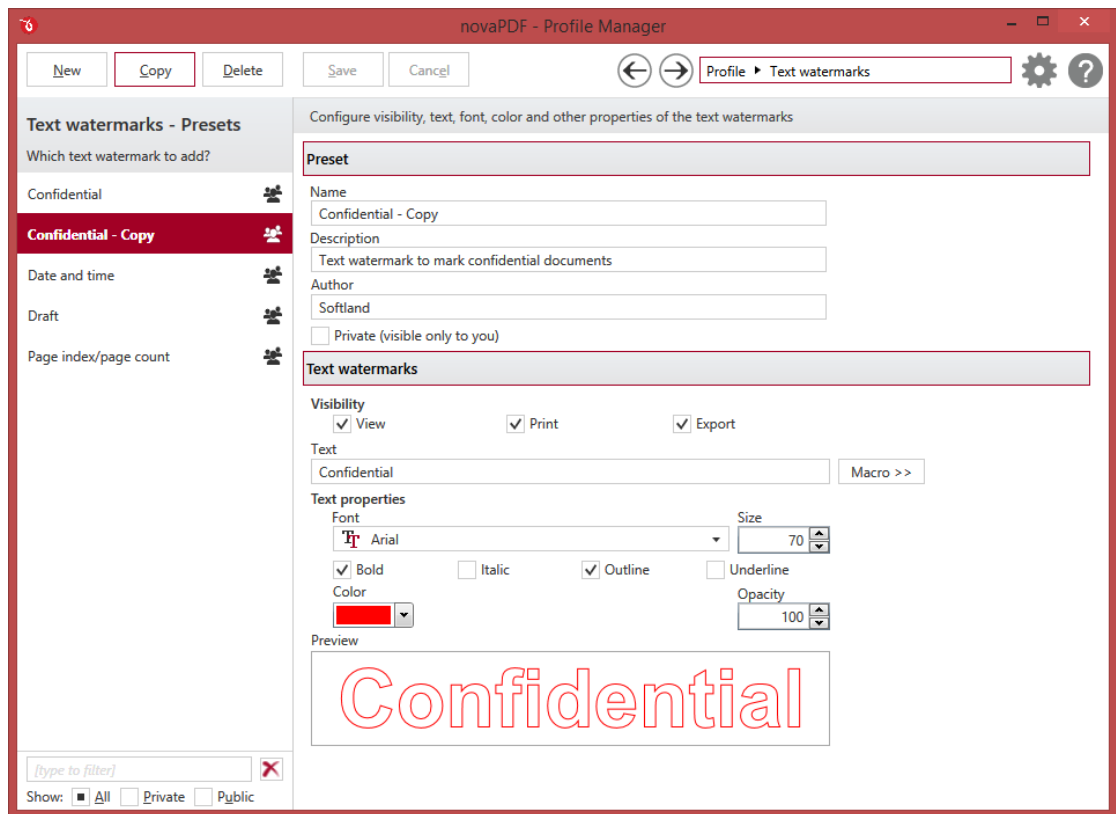 novaPDF - Profile Manager
New Copy Delete Save Cancel Profile Text watermarks
Text watermarks - Presets
Which text watermark to add?
Confidential
Confidential - Copy
Date and time
Draft
Page index/page count
[type to filter]
Show: All Private Public
Configure visibility, text, font, color and other properties of the text watermarks
Preset
Name
Confidential - Copy
Description
Text watermark to mark confidential documents
Author
Softland
Private (visible only to you)
Text watermarks
Visibility
View Print Export
Text
Confidential
Macro >>
Text properties
Font Size
Arial 70
Bold Italic Outline Underline
Color Opacity
100
Preview
Confidential